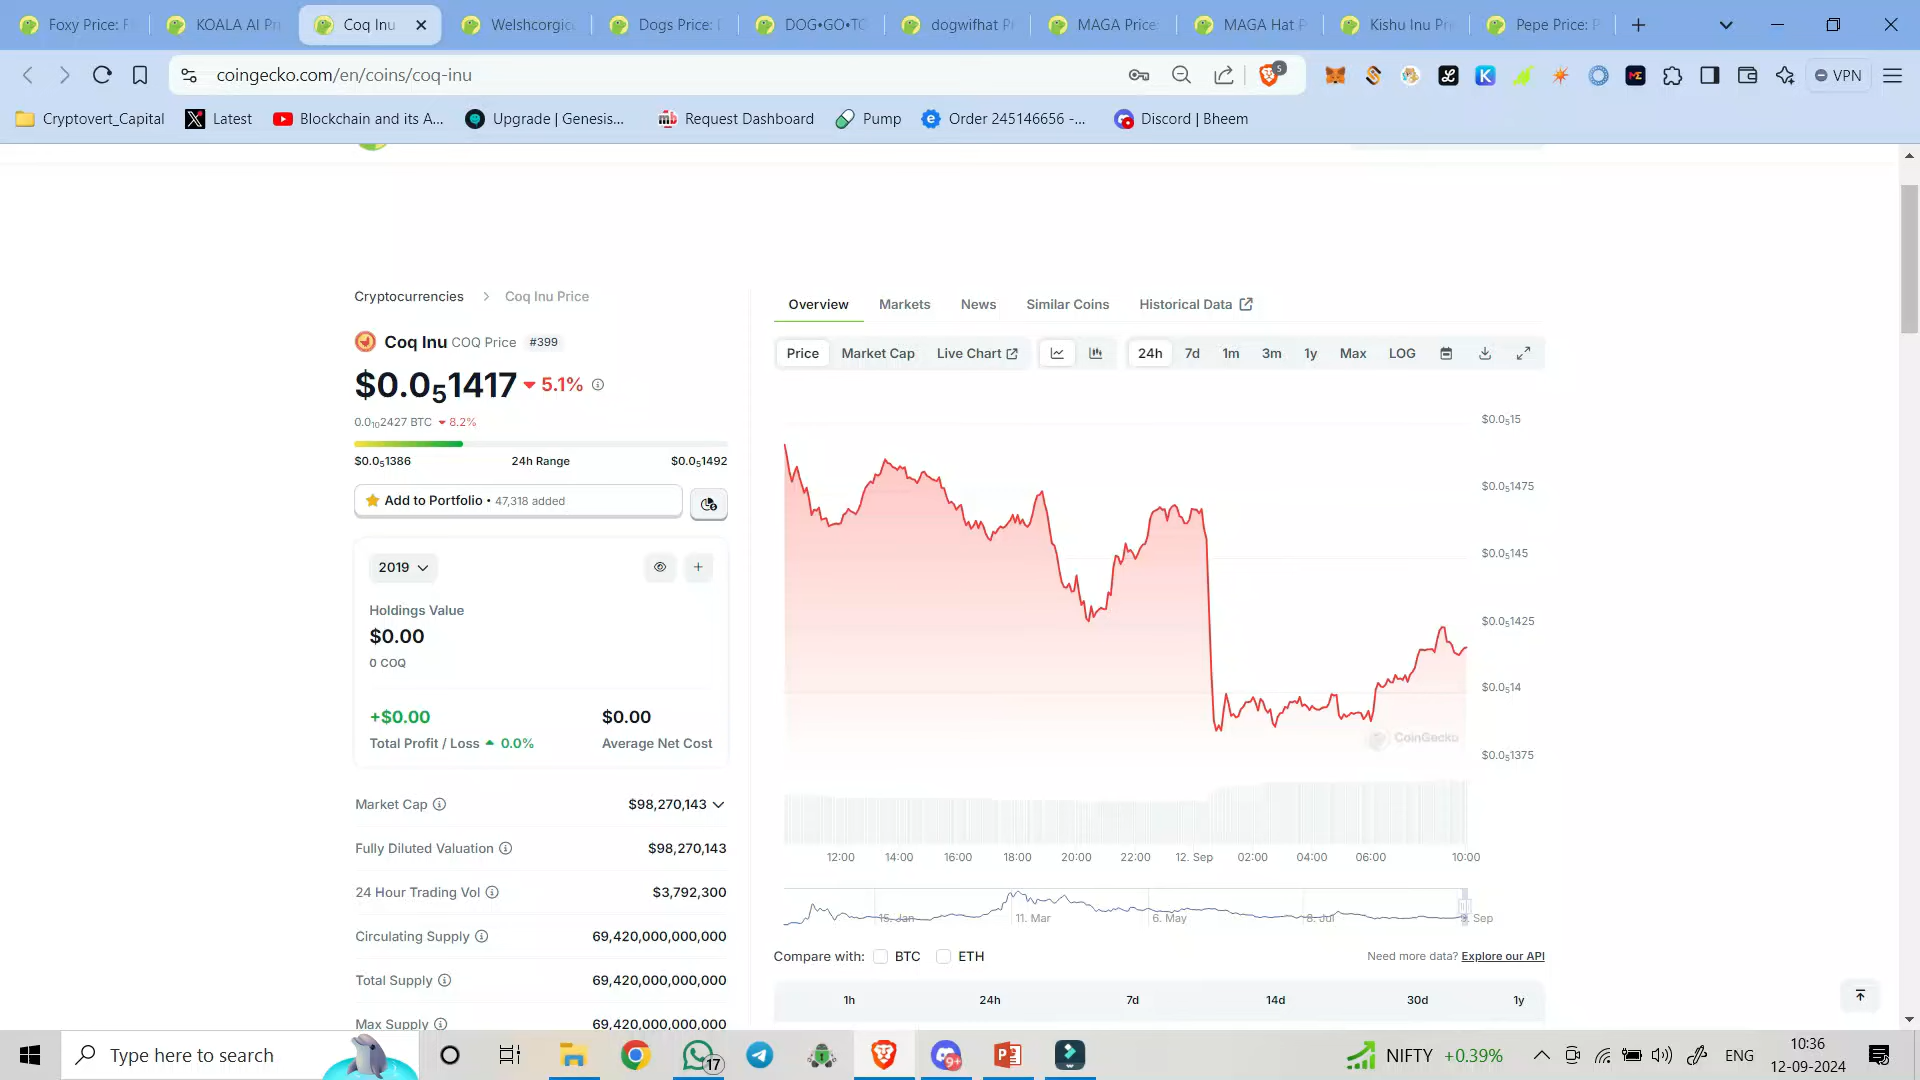 Foxy Price: F
KOALA AI Pri
Coq Inu
Welshcorgic
Dogs Price: 
DOG•GO•TO
dogwifhat Pr
MAGA Price:
MAGA Hat P
Kishu Inu Pri
Pepe Price: P
coingecko.com/en/coins/coq-inu
5
VPN
Cryptovert_Capital
Latest
Blockchain and its A...
Upgrade | Genesis...
Request Dashboard
Pump
Order 245146656 -...
Discord | Bheem
Cryptocurrencies > Coq Inu Price
Coq Inu COQ Price #399
$0.0₅1417 ▼ 5.1%
0.0₁₀2427 BTC ▼ 8.2%
$0.0₅1386 24h Range $0.0₅1492
Add to Portfolio • 47,318 added
2019
Holdings Value
$0.00
0 COQ
+$0.00 $0.00
Total Profit / Loss ▲ 0.0% Average Net Cost
Market Cap $98,270,143
Fully Diluted Valuation $98,270,143
24 Hour Trading Vol $3,792,300
Circulating Supply 69,420,000,000,000
Total Supply 69,420,000,000,000
Max Supply 69,420,000,000,000
Overview Markets News Similar Coins Historical Data
Price Market Cap Live Chart 24h 7d 1m 3m 1y Max LOG
$0.0₅15
$0.0₅1475
$0.0₅145
$0.0₅1425
$0.0₅14
$0.0₅1375
CoinGecko
12:00 14:00 16:00 18:00 20:00 22:00 12. Sep 02:00 04:00 06:00 10:00
15. Jan 11. Mar 6. May 8. Jul 9. Sep
Compare with: BTC ETH Need more data? Explore our API
1h 24h 7d 14d 30d 1y
Type here to search
17
9+
NIFTY +0.39%
ENG
10:36
12-09-2024